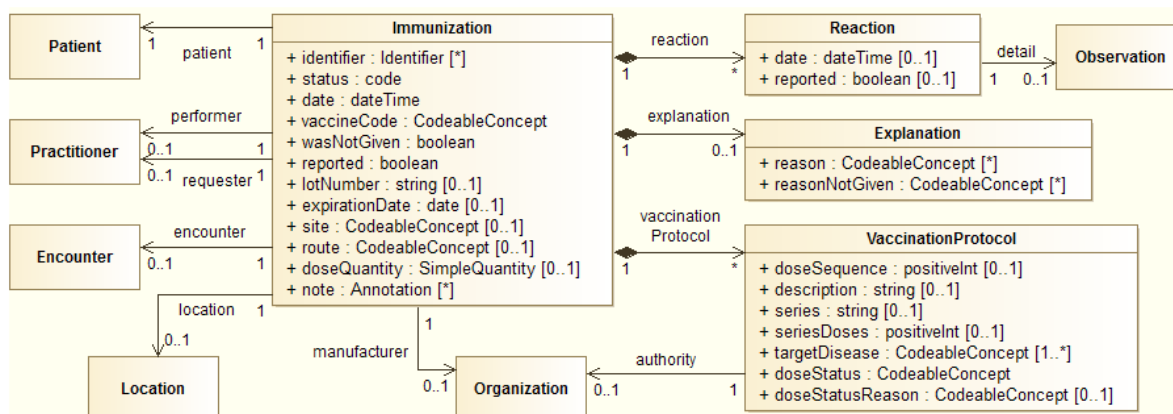 Patient
1
1
patient
Immunization
+ identifier : Identifier [*]
+ status : code
+ date : dateTime
+ vaccineCode : CodeableConcept
+ wasNotGiven : boolean
+ reported : boolean
+ lotNumber : string [0..1]
+ expirationDate : date [0..1]
+ site : CodeableConcept [0..1]
+ route : CodeableConcept [0..1]
+ doseQuantity : SimpleQuantity [0..1]
+ note : Annotation [*]
reaction
1
*
Reaction
+ date : dateTime [0..1]
+ reported : boolean [0..1]
detail
1
0..1
Observation
performer
Practitioner
0..1
1
0..1
1
requester
explanation
1
0..1
Explanation
+ reason : CodeableConcept [*]
+ reasonNotGiven : CodeableConcept [*]
encounter
Encounter
0..1
1
vaccination
Protocol
1
*
VaccinationProtocol
+ doseSequence : positiveInt [0..1]
+ description : string [0..1]
+ series : string [0..1]
+ seriesDoses : positiveInt [0..1]
+ targetDisease : CodeableConcept [1..*]
+ doseStatus : CodeableConcept
+ doseStatusReason : CodeableConcept [0..1]
location
1
0..1
Location
1
manufacturer
0..1
Organization
authority
0..1
1